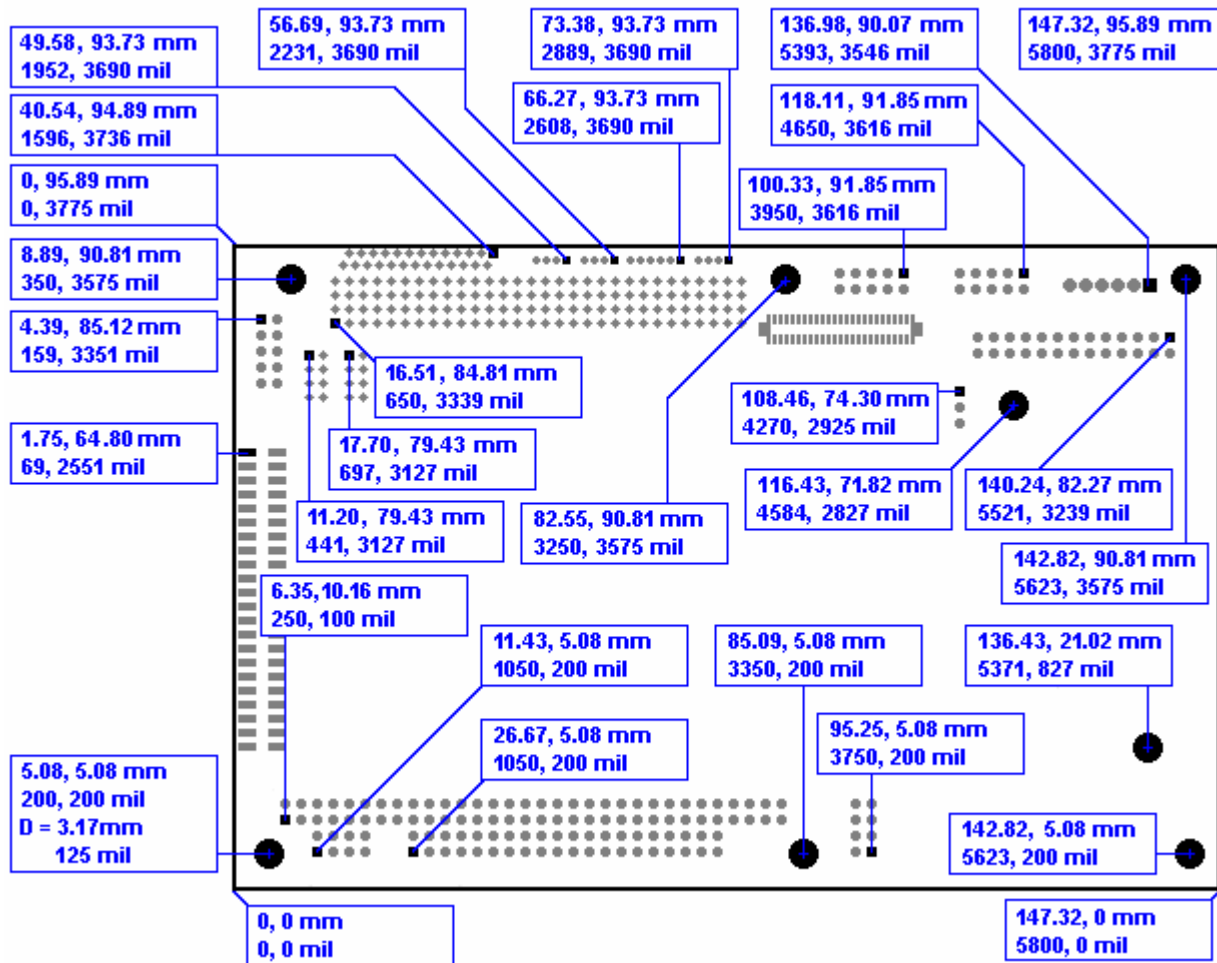 49.58, 93.73 mm
1952, 3690 mil
56.69, 93.73 mm
2231, 3690 mil
73.38, 93.73 mm
2889, 3690 mil
136.98, 90.07 mm
5393, 3546 mil
147.32, 95.89 mm
5800, 3775 mil
40.54, 94.89 mm
1596, 3736 mil
66.27, 93.73 mm
2608, 3690 mil
118.11, 91.85 mm
4650, 3616 mil
0, 95.89 mm
0, 3775 mil
100.33, 91.85 mm
3950, 3616 mil
8.89, 90.81 mm
350, 3575 mil
4.39, 85.12 mm
159, 3351 mil
16.51, 84.81 mm
650, 3339 mil
108.46, 74.30 mm
4270, 2925 mil
1.75, 64.80 mm
69, 2551 mil
17.70, 79.43 mm
697, 3127 mil
116.43, 71.82 mm
4584, 2827 mil
140.24, 82.27 mm
5521, 3239 mil
11.20, 79.43 mm
441, 3127 mil
82.55, 90.81 mm
3250, 3575 mil
142.82, 90.81 mm
5623, 3575 mil
6.35,10.16 mm
250, 100 mil
11.43, 5.08 mm
1050, 200 mil
85.09, 5.08 mm
3350, 200 mil
136.43, 21.02 mm
5371, 827 mil
26.67, 5.08 mm
1050, 200 mil
95.25, 5.08 mm
3750, 200 mil
5.08, 5.08 mm
200, 200 mil
D = 3.17mm
125 mil
142.82, 5.08 mm
5623, 200 mil
0, 0 mm
0, 0 mil
147.32, 0 mm
5800, 0 mil